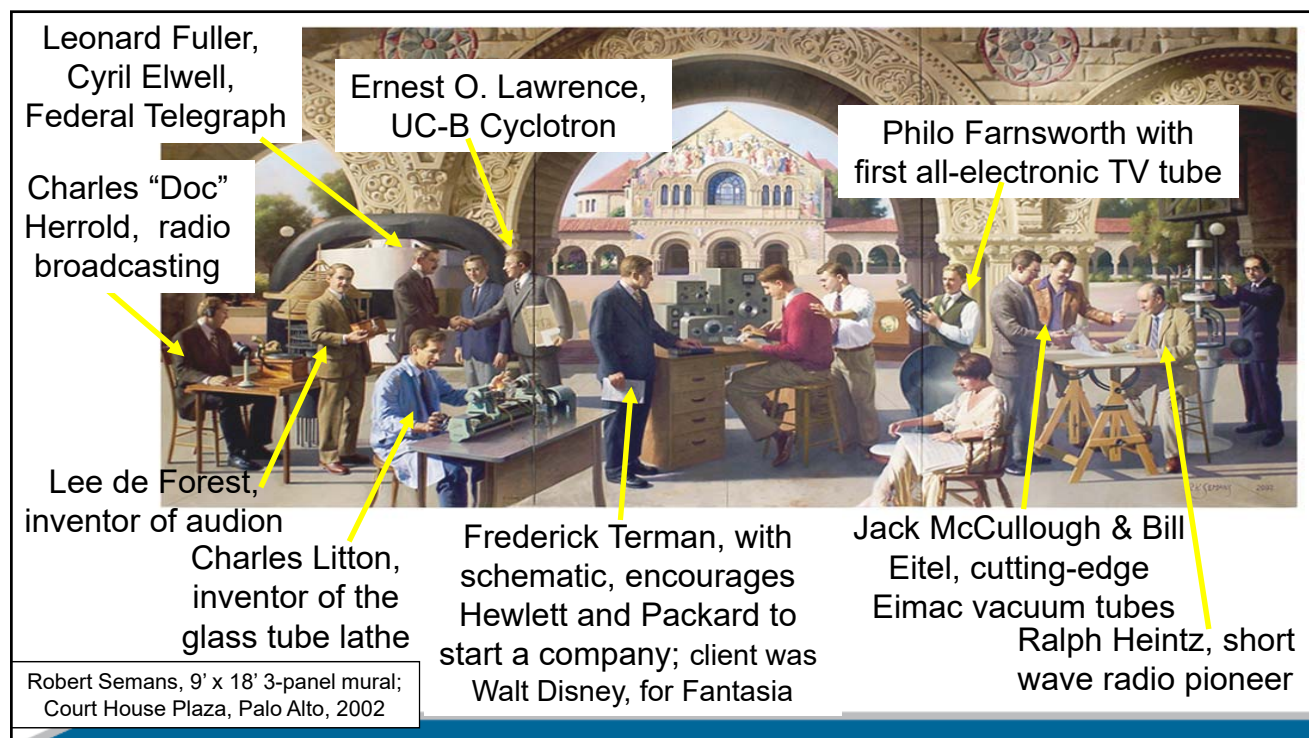 Leonard Fuller,
Cyril Elwell,
Federal Telegraph
Ernest O. Lawrence,
UC-B Cyclotron
Philo Farnsworth with
first all-electronic TV tube
Charles “Doc”
Herrold, radio
broadcasting
Lee de Forest,
inventor of audion
Charles Litton,
inventor of the
glass tube lathe
Frederick Terman, with
schematic, encourages
Hewlett and Packard to
start a company; client was
Walt Disney, for Fantasia
Jack McCullough & Bill
Eitel, cutting-edge
Eimac vacuum tubes
Ralph Heintz, short
wave radio pioneer
Robert Semans, 9’ x 18’ 3-panel mural;
Court House Plaza, Palo Alto, 2002